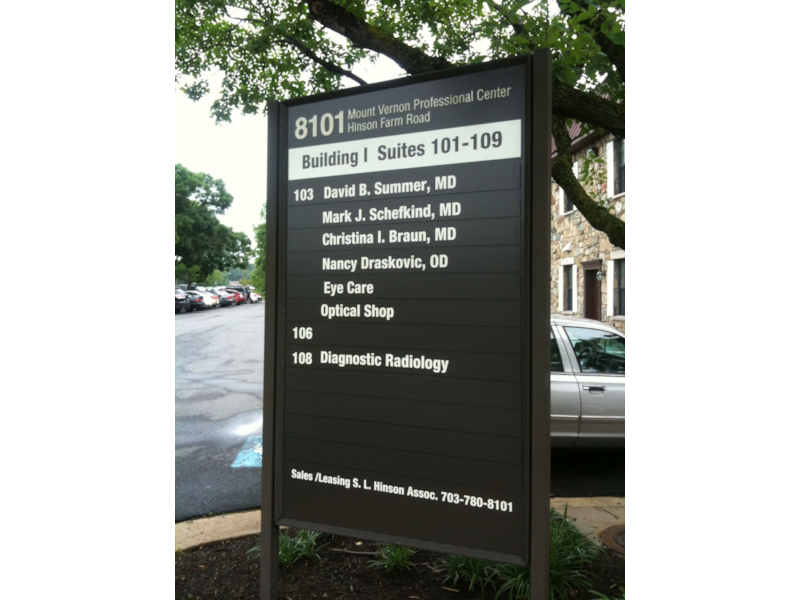 8101 Mount Vernon Professional Center
Hinson Farm Road
Building I Suites 101-109
103 David B. Summer, MD
Mark J. Schefkind, MD
Christina I. Braun, MD
Nancy Draskovic, OD
Eye Care
Optical Shop
106
108 Diagnostic Radiology
Sales /Leasing S. L. Hinson Assoc. 703-780-8101